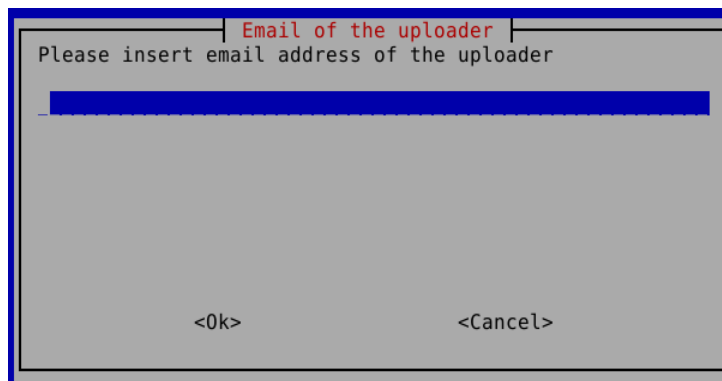 Email of the uploader
Please insert email address of the uploader
<Ok> <Cancel>